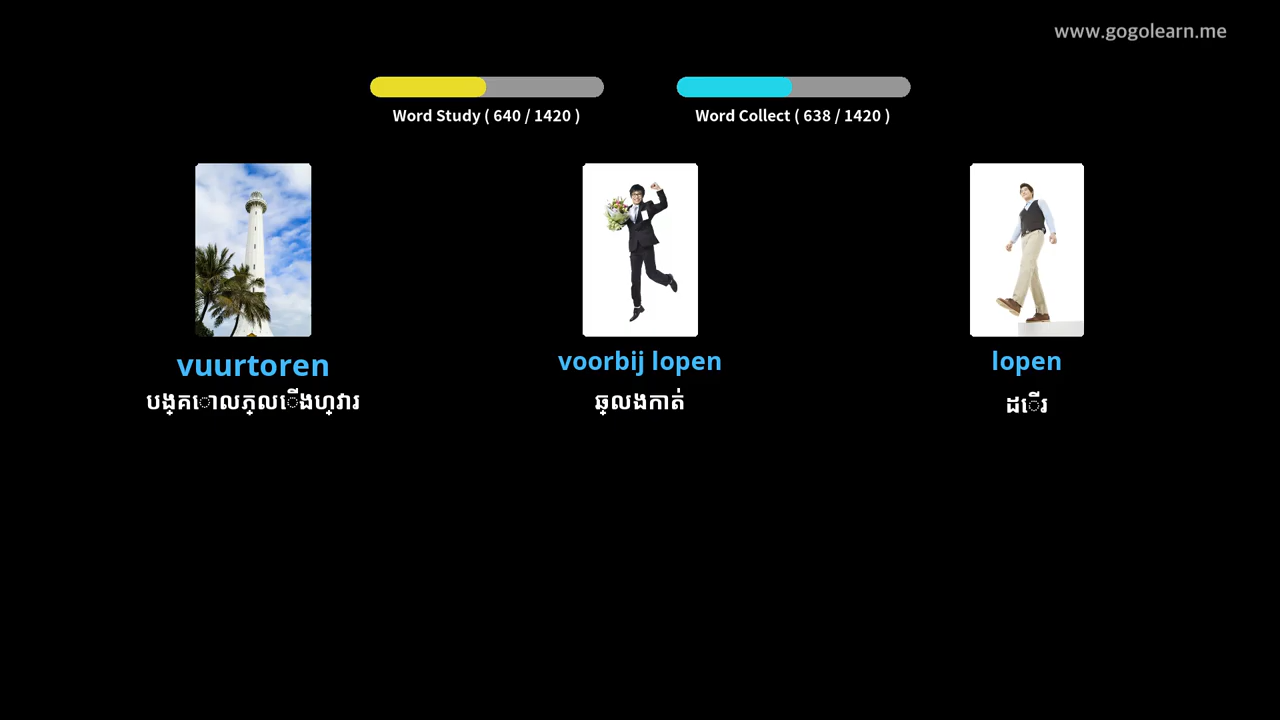 www.gogolearn.me
Word Study ( 640 / 1420 )
Word Collect ( 638 / 1420 )
vuurtoren
បង្គោលភ្លើងហ្វារ
voorbij lopen
ឆ្លងកាត់
lopen
ដើរ